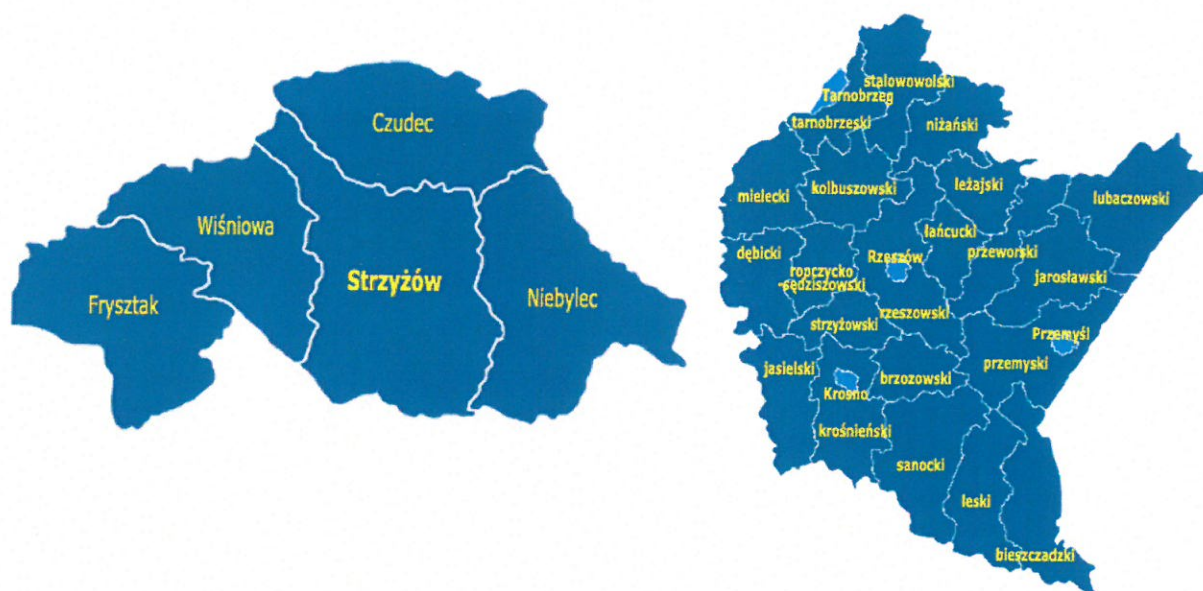 Czudec
Wiśniowa
Strzyżów
Frysztak
Niebylec
stalowowolski
Tarnobrzeg
tarnobrzeski
niżański
mielecki
kolbuszowski
leżajski
lubaczowski
łańcucki
dębicki
Rzeszów
przeworski
ropczycko
-sędziszowski
jarosławski
rzeszowski
strzyżowski
Przemyśl
jasielski
brzozowski
przemyski
Krosno
krośnieński
sanocki
leski
bieszczadzki